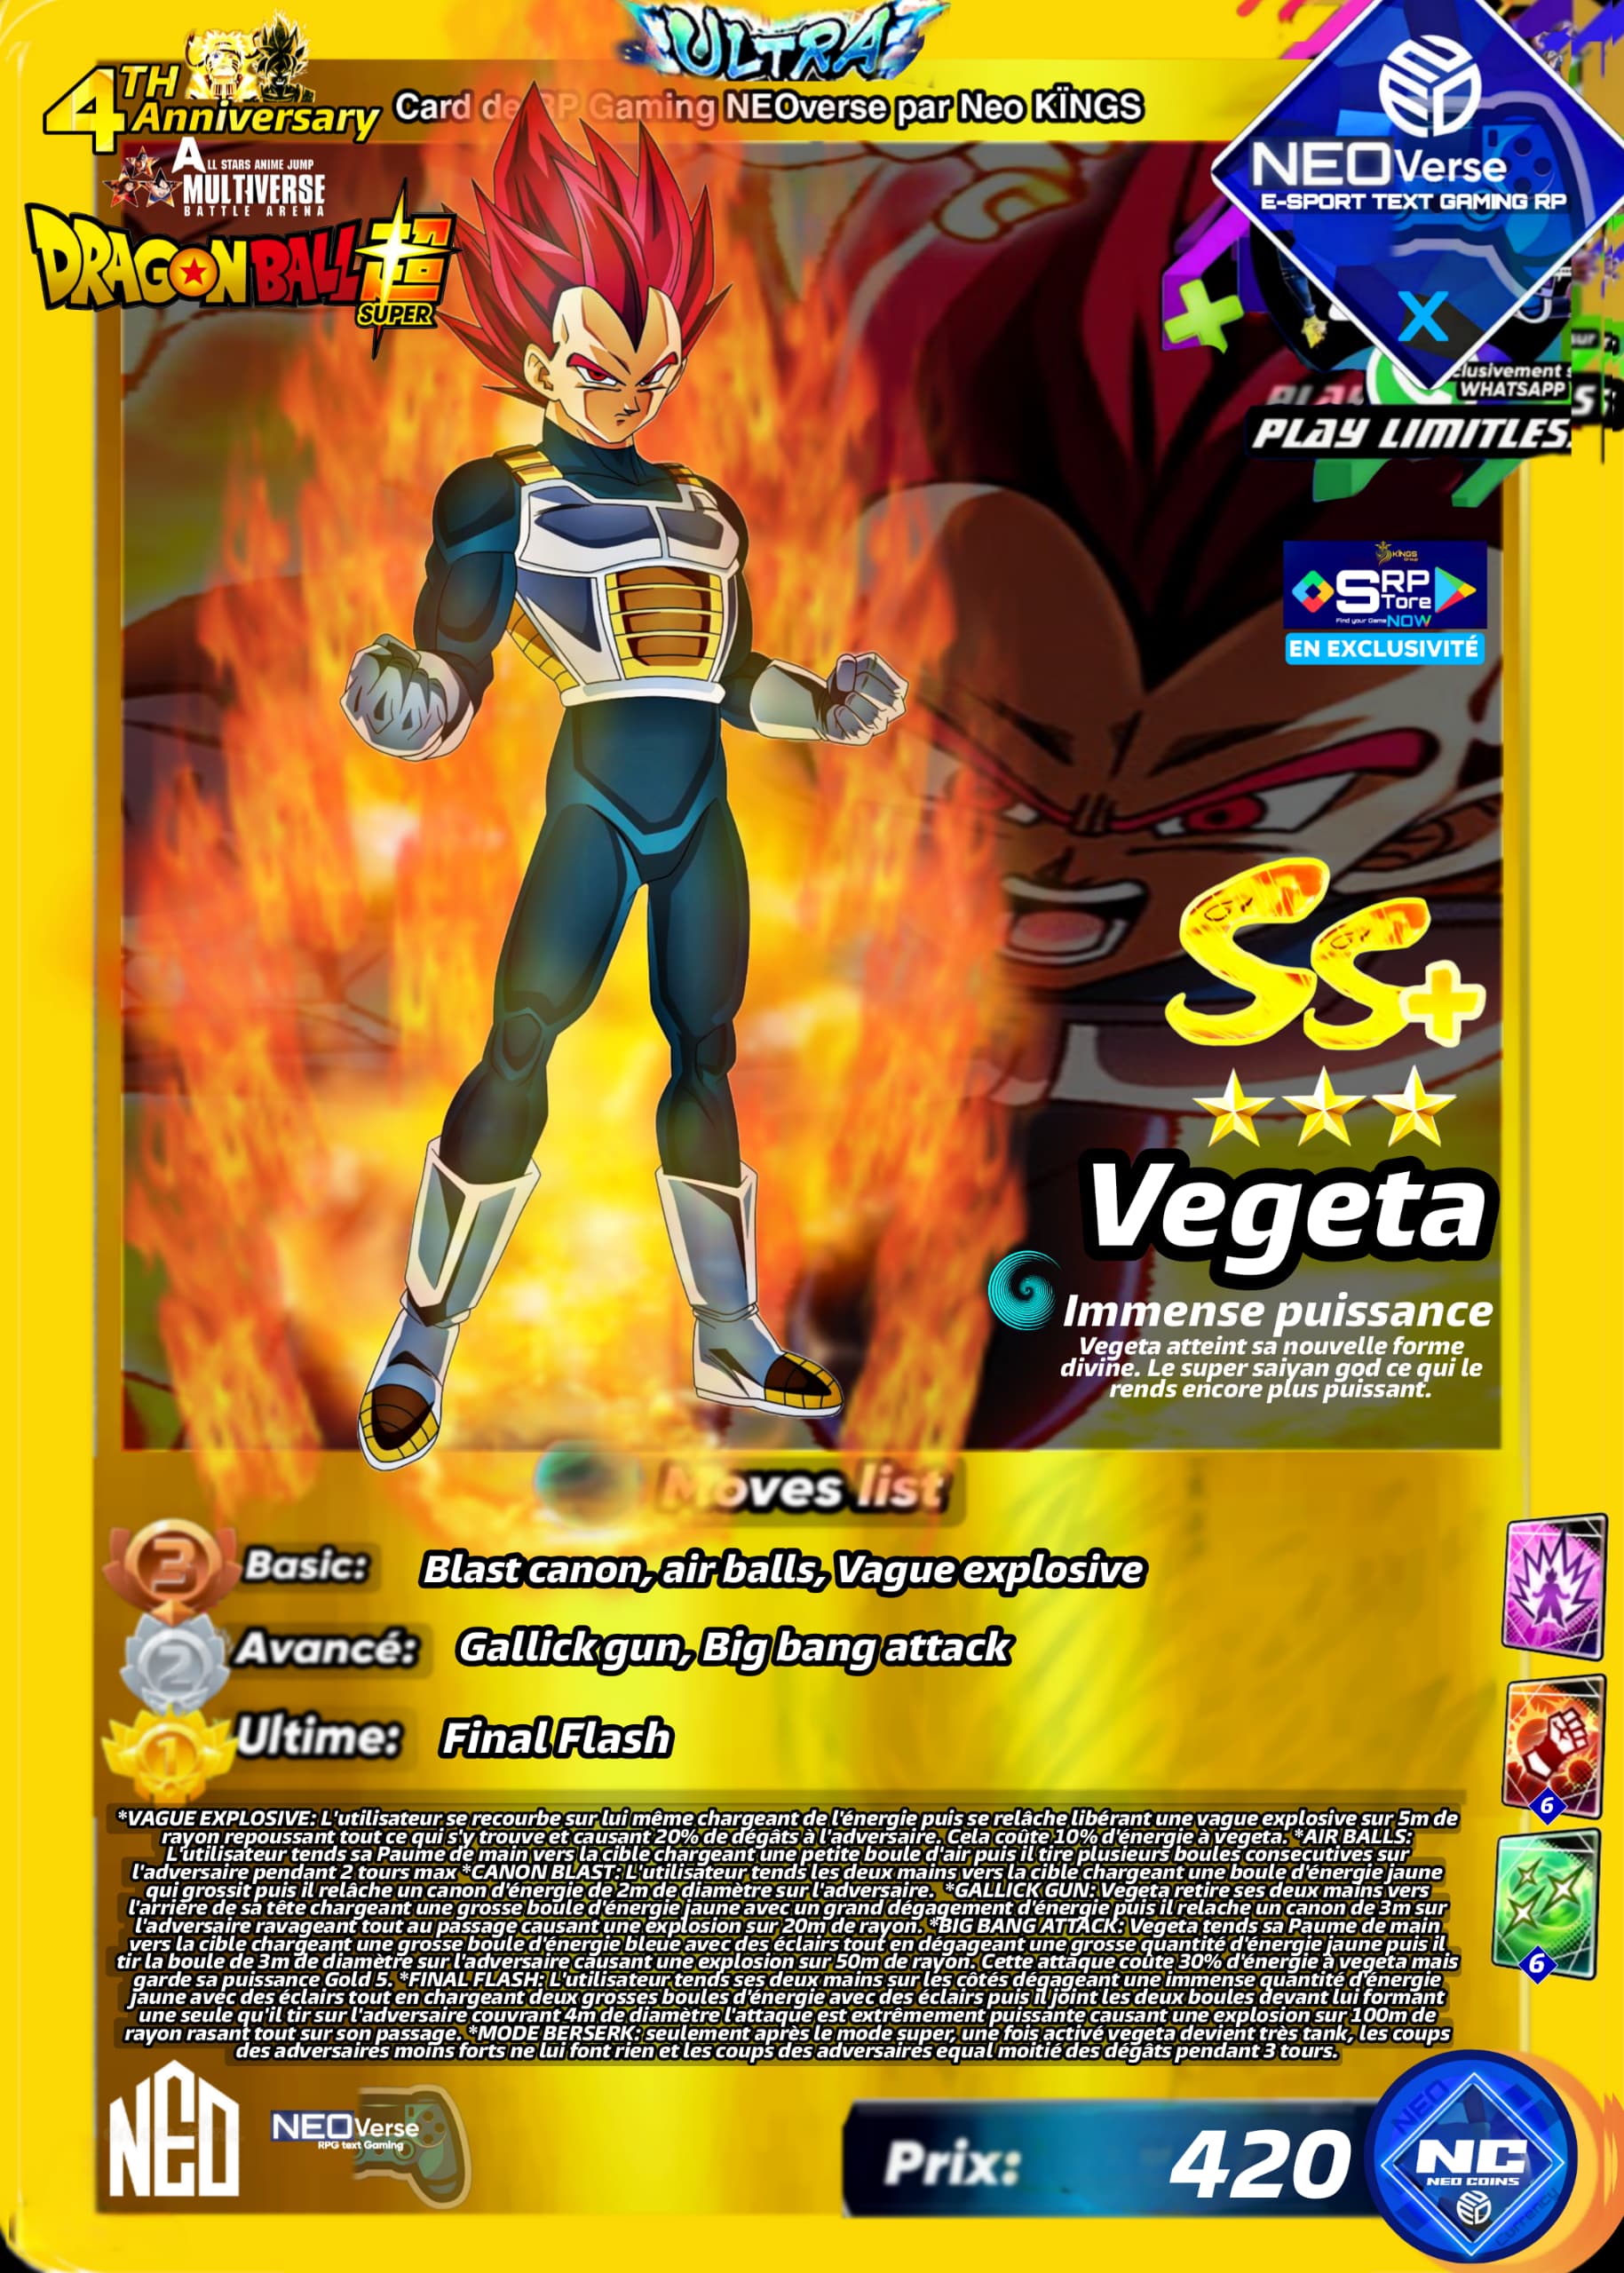 ULTRA
4TH
Anniversary
Card de RP Gaming NEOverse par Neo KÏNGS
ALL STARS ANIME JUMP
MULTIVERSE
BATTLE ARENA
DRAGON BALL 超
SUPER
NEOVerse
E-SPORT TEXT GAMING RP
X
clusivement s
WHATSAPP
PLAY LIMITLES
KÏNGS
SRP
Tore
Find your Game NOW
EN EXCLUSIVITÉ
SS+
Vegeta
Immense puissance
Vegeta atteint sa nouvelle forme
divine. Le super saiyan god ce qui le
rends encore plus puissant.
Moves list
3 Basic: Blast canon, air balls, Vague explosive
2 Avancé: Gallick gun, Big bang attack
1 Ultime: Final Flash
6
6
*VAGUE EXPLOSIVE: L'utilisateur se recourbe sur lui même chargeant de l'énergie puis se relâche libérant une vague explosive sur 5m de
rayon repoussant tout ce qui s'y trouve et causant 20% de dégâts à l'adversaire. Cela coûte 10% d'énergie à vegeta. *AIR BALLS:
L'utilisateur tends sa Paume de main vers la cible chargeant une petite boule d'air puis il tire plusieurs boules consecutives sur
l'adversaire pendant 2 tours max *CANON BLAST: L'utilisateur tends les deux mains vers la cible chargeant une boule d'énergie jaune
qui grossit puis il relâche un canon d'énergie de 2m de diamètre sur l'adversaire. *GALLICK GUN: Vegeta retire ses deux mains vers
l'arrière de sa tête chargeant une grosse boule d'énergie jaune avec un grand dégagement d'énergie puis il relache un canon de 3m sur
l'adversaire ravageant tout au passage causant une explosion sur 20m de rayon. *BIG BANG ATTACK: Vegeta tends sa Paume de main
vers la cible chargeant une grosse boule d'énergie bleue avec des éclairs tout en dégageant une grosse quantité d'énergie jaune puis il
tir la boule de 3m de diamètre sur l'adversaire causant une explosion sur 50m de rayon. Cette attaque coûte 30% d'énergie à vegeta mais
garde sa puissance Gold 5. *FINAL FLASH: L'utilisateur tends ses deux mains sur les côtés dégageant une immense quantité d'énergie
jaune avec des éclairs tout en chargeant deux grosses boules d'énergie avec des éclairs puis il joint les deux boules devant lui formant
une seule qu'il tir sur l'adversaire couvrant 4m de diamètre l'attaque est extrêmement puissante causant une explosion sur 100m de
rayon rasant tout sur son passage. *MODE BERSERK: seulement après le mode super, une fois activé vegeta devient très tank, les coups
des adversaires moins forts ne lui font rien et les coups des adversaires equal moitié des dégâts pendant 3 tours.
NEO
NEOVerse
RPG text Gaming
Prix: 420
NEO
NC
NEO COINS
Currency